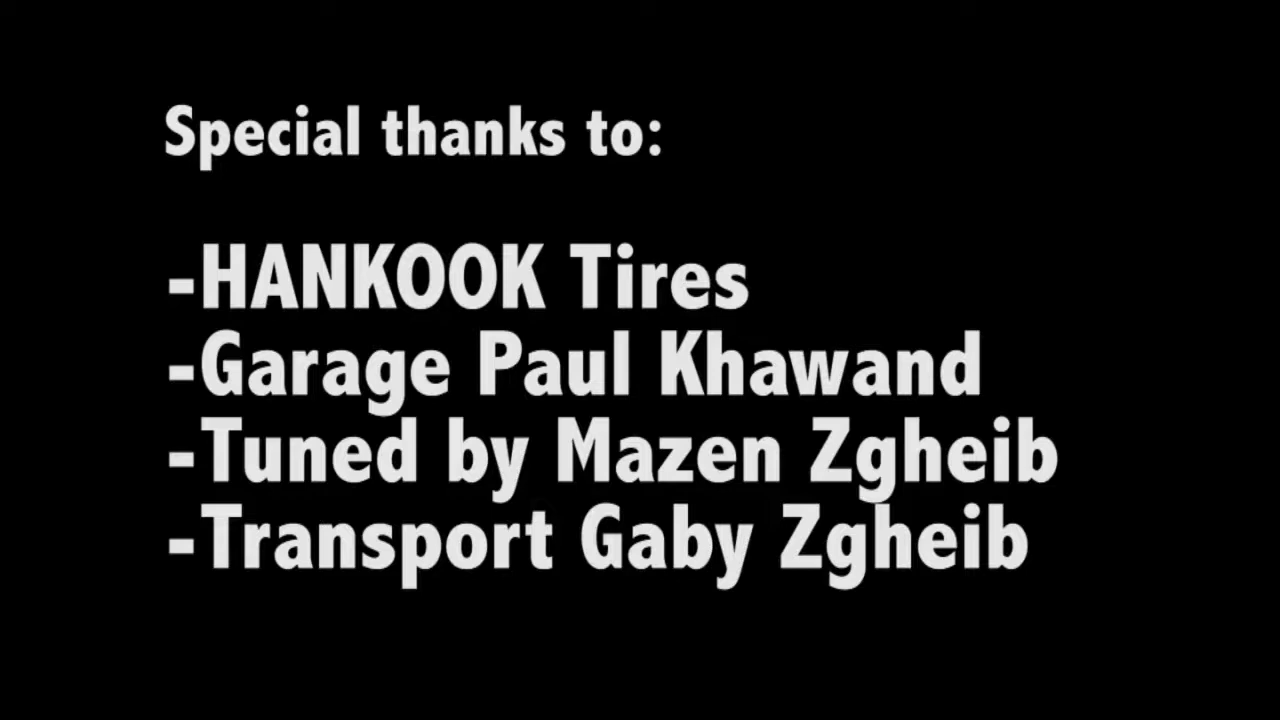 Special thanks to:
-HANKOOK Tires
-Garage Paul Khawand
-Tuned by Mazen Zgheib
-Transport Gaby Zgheib